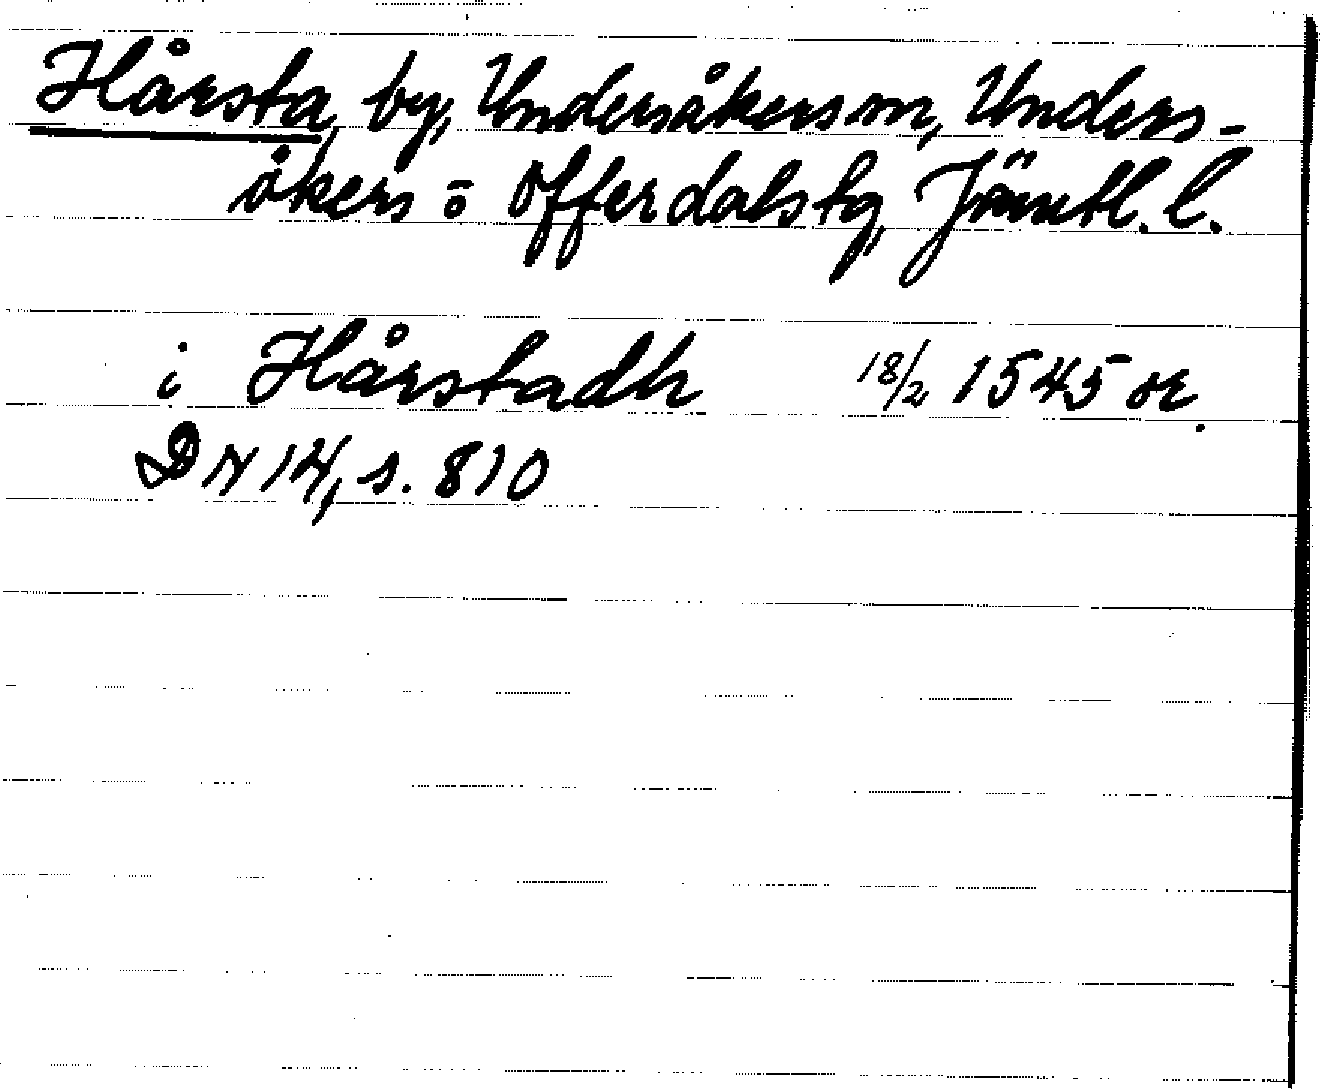 Hårsta, by, Undersåkers sn, Unders-
åkers o Offerdals tg, Jämtl. l.
i Hårstadh 18/2 1545 or.
DN 14, s. 810